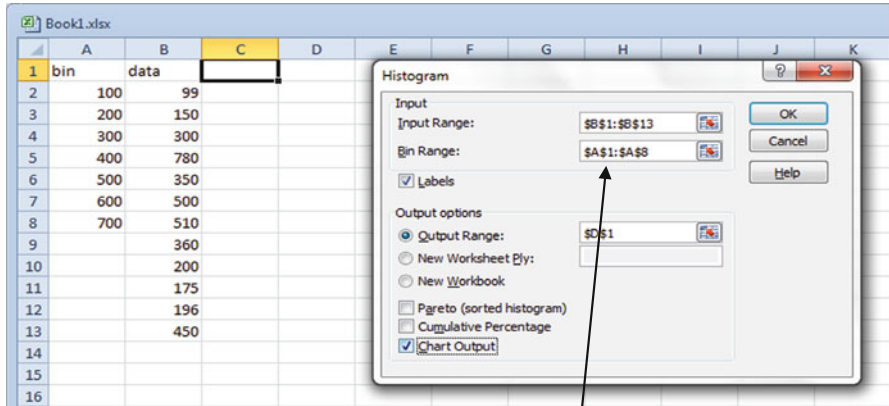 Book1.xlsx
A B C D E F G H I J K
1 bin data
2 100 99
3 200 150
4 300 300
5 400 780
6 500 350
7 600 500
8 700 510
9 360
10 200
11 175
12 196
13 450
14
15
16
Histogram
Input
Input Range: $B$1:$B$13
Bin Range: $A$1:$A$8
Labels
Output options
Output Range: $D$1
New Worksheet Ply:
New Workbook
Pareto (sorted histogram)
Cumulative Percentage
Chart Output
?
OK
Cancel
Help